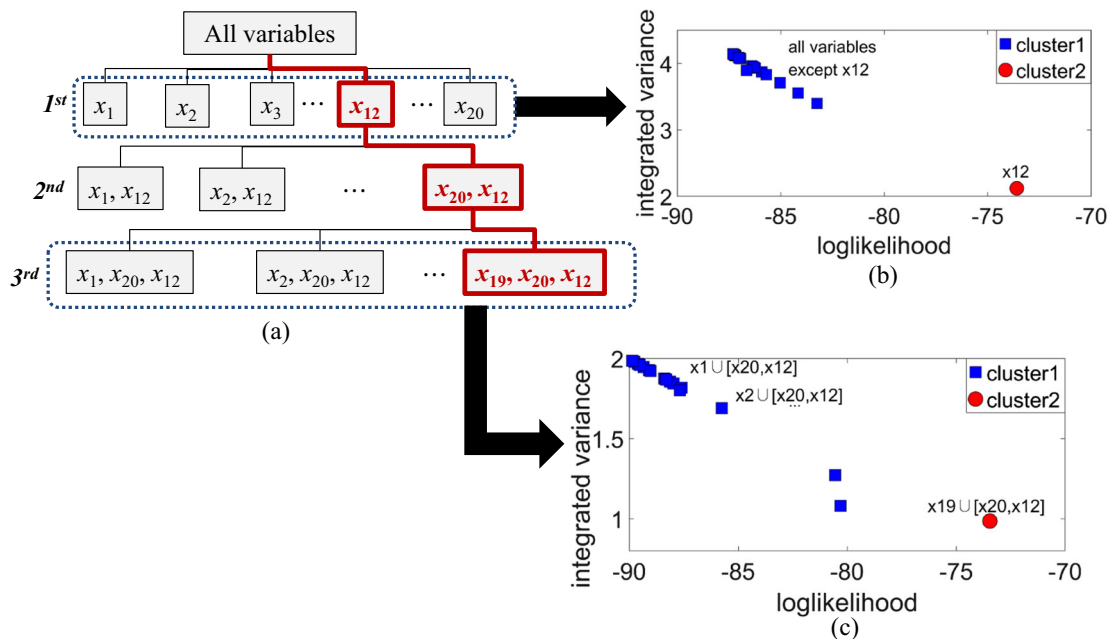 All variables
1st x1 x2 x3 ··· x12 ··· x20
2nd x1, x12 x2, x12 ··· x20, x12
3rd x1, x20, x12 x2, x20, x12 ··· x19, x20, x12
(a)
integrated variance
4
3
2
all variables
except x12
cluster1
cluster2
x12
-90 -85 -80 -75 -70
loglikelihood
(b)
integrated variance
2
1.5
1
x1∪[x20,x12]
x2∪[x20,x12]
...
cluster1
cluster2
x19∪[x20,x12]
-90 -85 -80 -75 -70
loglikelihood
(c)